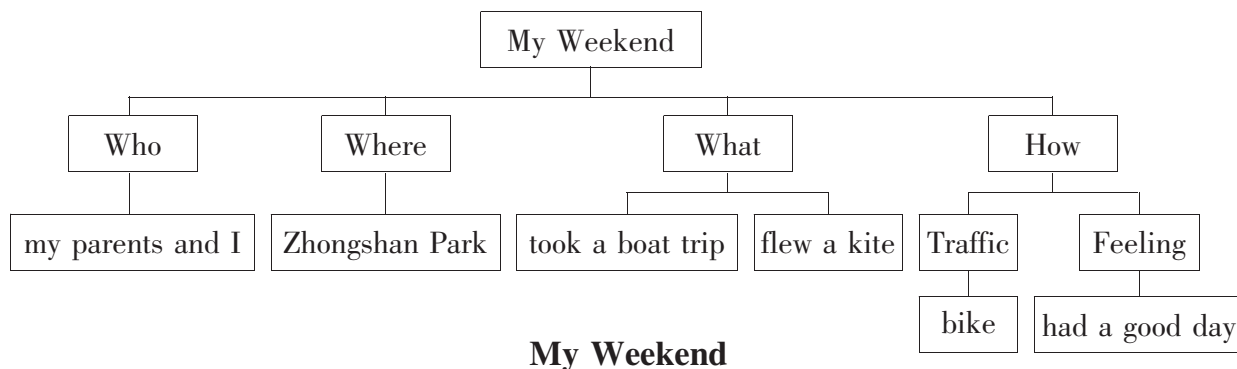 My Weekend
Who Where What How
my parents and I Zhongshan Park took a boat trip flew a kite Traffic Feeling
bike had a good day
My Weekend